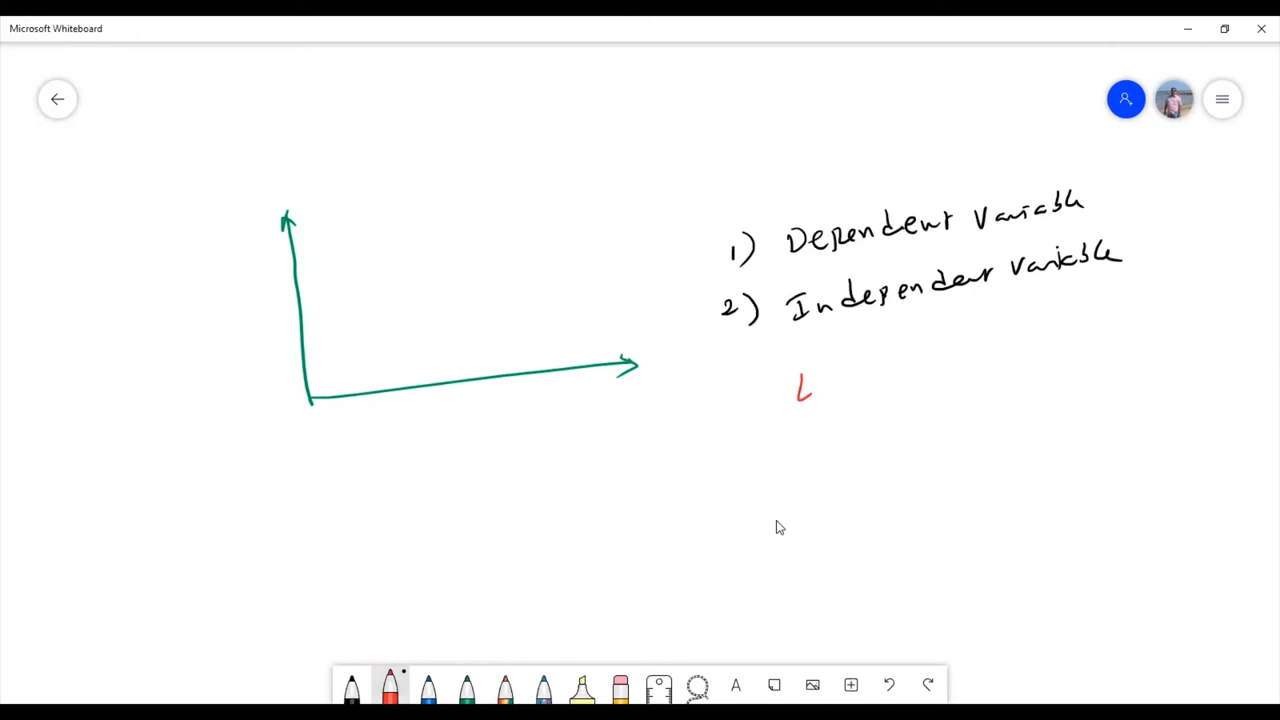 Microsoft Whiteboard
1) Dependent Variable
2) Independent Variable
L
A